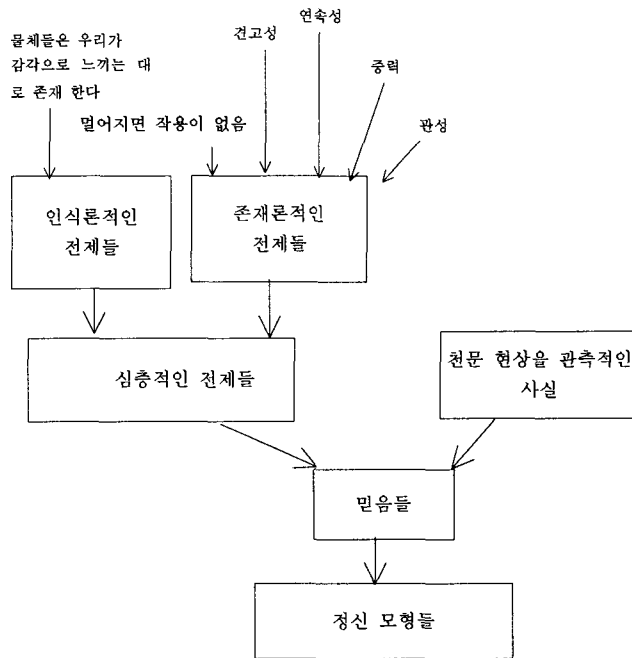 물체들은 우리가
감각으로 느끼는 대
로 존재 한다
멀어지면 작용이 없음
견고성
연속성
중력
관성
인식론적인
전제들
존재론적인
전제들
심층적인 전제들
천문 현상을 관측적인
사실
믿음들
정신 모형들